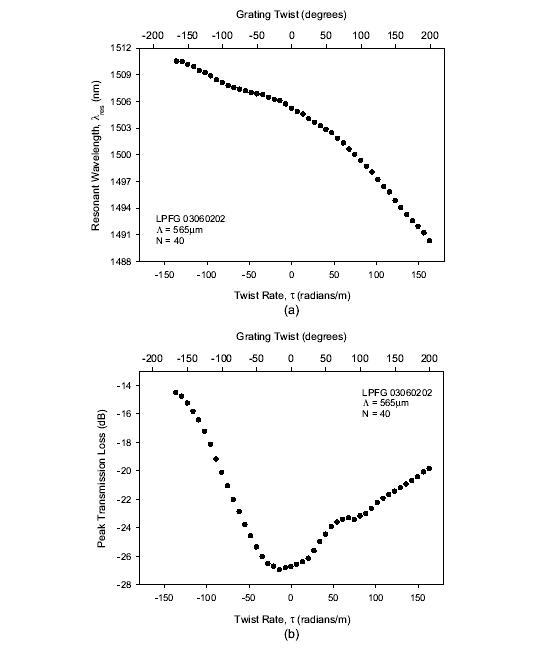 Grating Twist (degrees)
-200 -150 -100 -50 0 50 100 150 200
1512
1509
1506
1503
1500
1497
1494
1491
1488
Resonant Wavelength, λres (nm)
LPFG 03060202
Λ = 565μm
N = 40
-150 -100 -50 0 50 100 150
Twist Rate, τ (radians/m)
(a)
Grating Twist (degrees)
-200 -150 -100 -50 0 50 100 150 200
-14
-16
-18
-20
-22
-24
-26
-28
Peak Transmission Loss (dB)
LPFG 03060202
Λ = 565μm
N = 40
-150 -100 -50 0 50 100 150
Twist Rate, τ (radians/m)
(b)